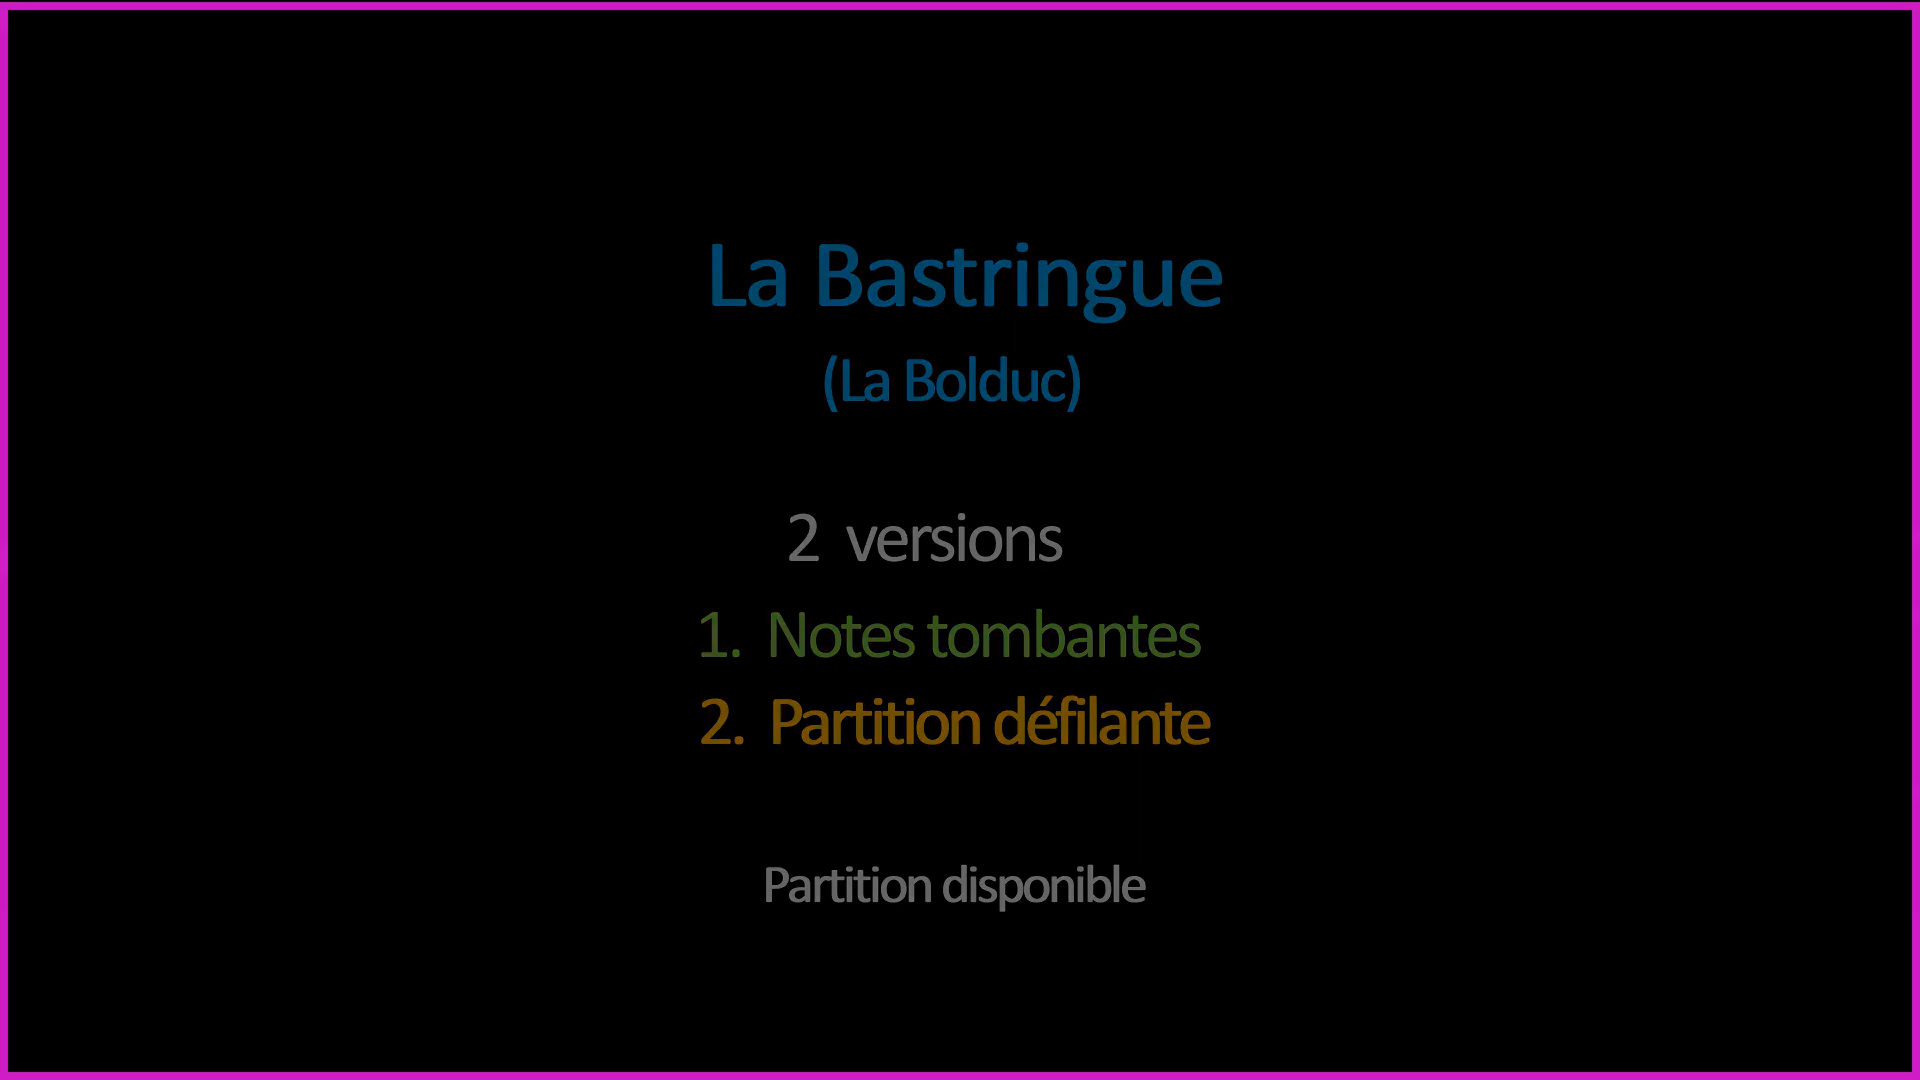 La Bastringue
(La Bolduc)
2 versions
1. Notes tombantes
2. Partition défilante
Partition disponible